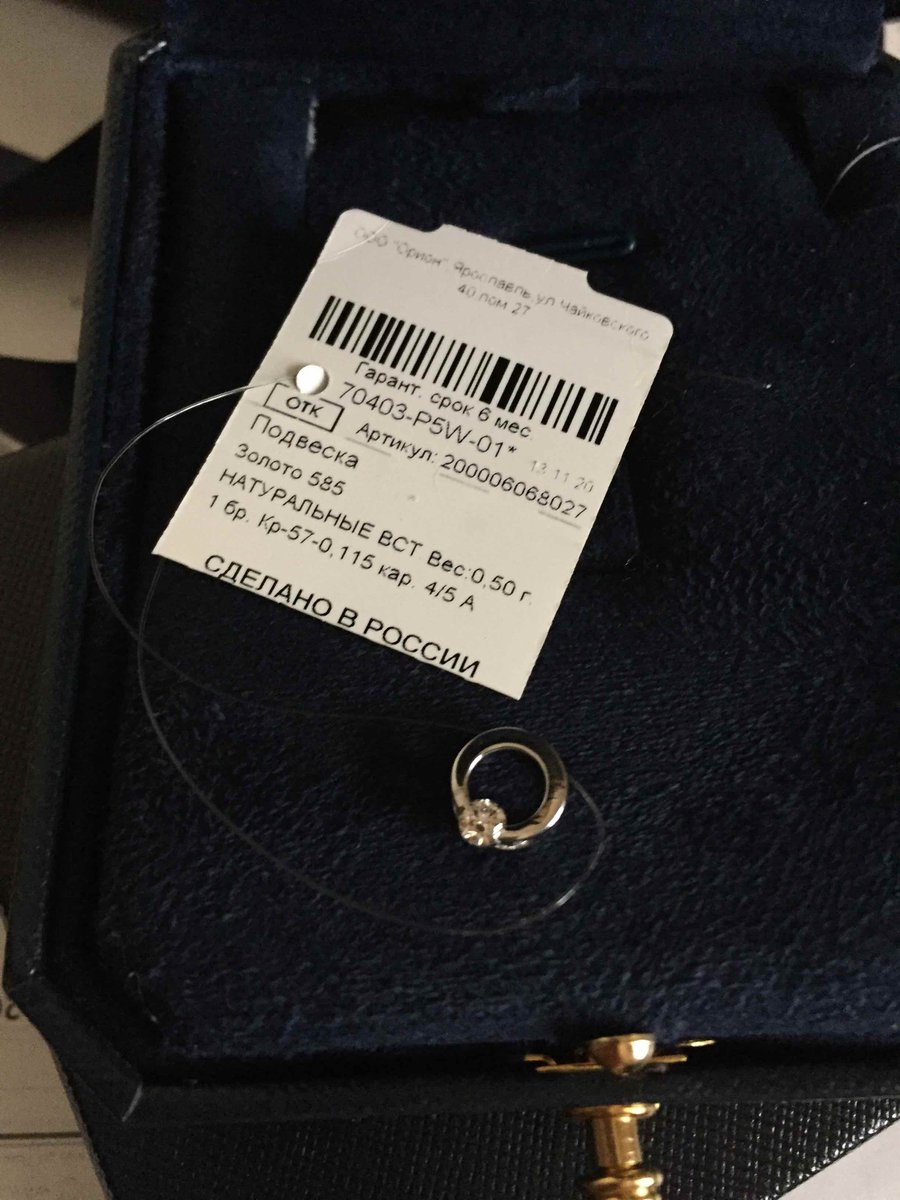 ООО "Орион" Ярославль, ул Чайковского
40 пом 27
Гарант. срок 6 мес.
70403-P5W-01*
13.11.20
ОТК
Артикул: 200006068027
Подвеска
Золото 585
НАТУРАЛЬНЫЕ ВСТ Вес:0,50 г.
1 бр. Кр-57-0,115 кар. 4/5 А
СДЕЛАНО В РОССИИ